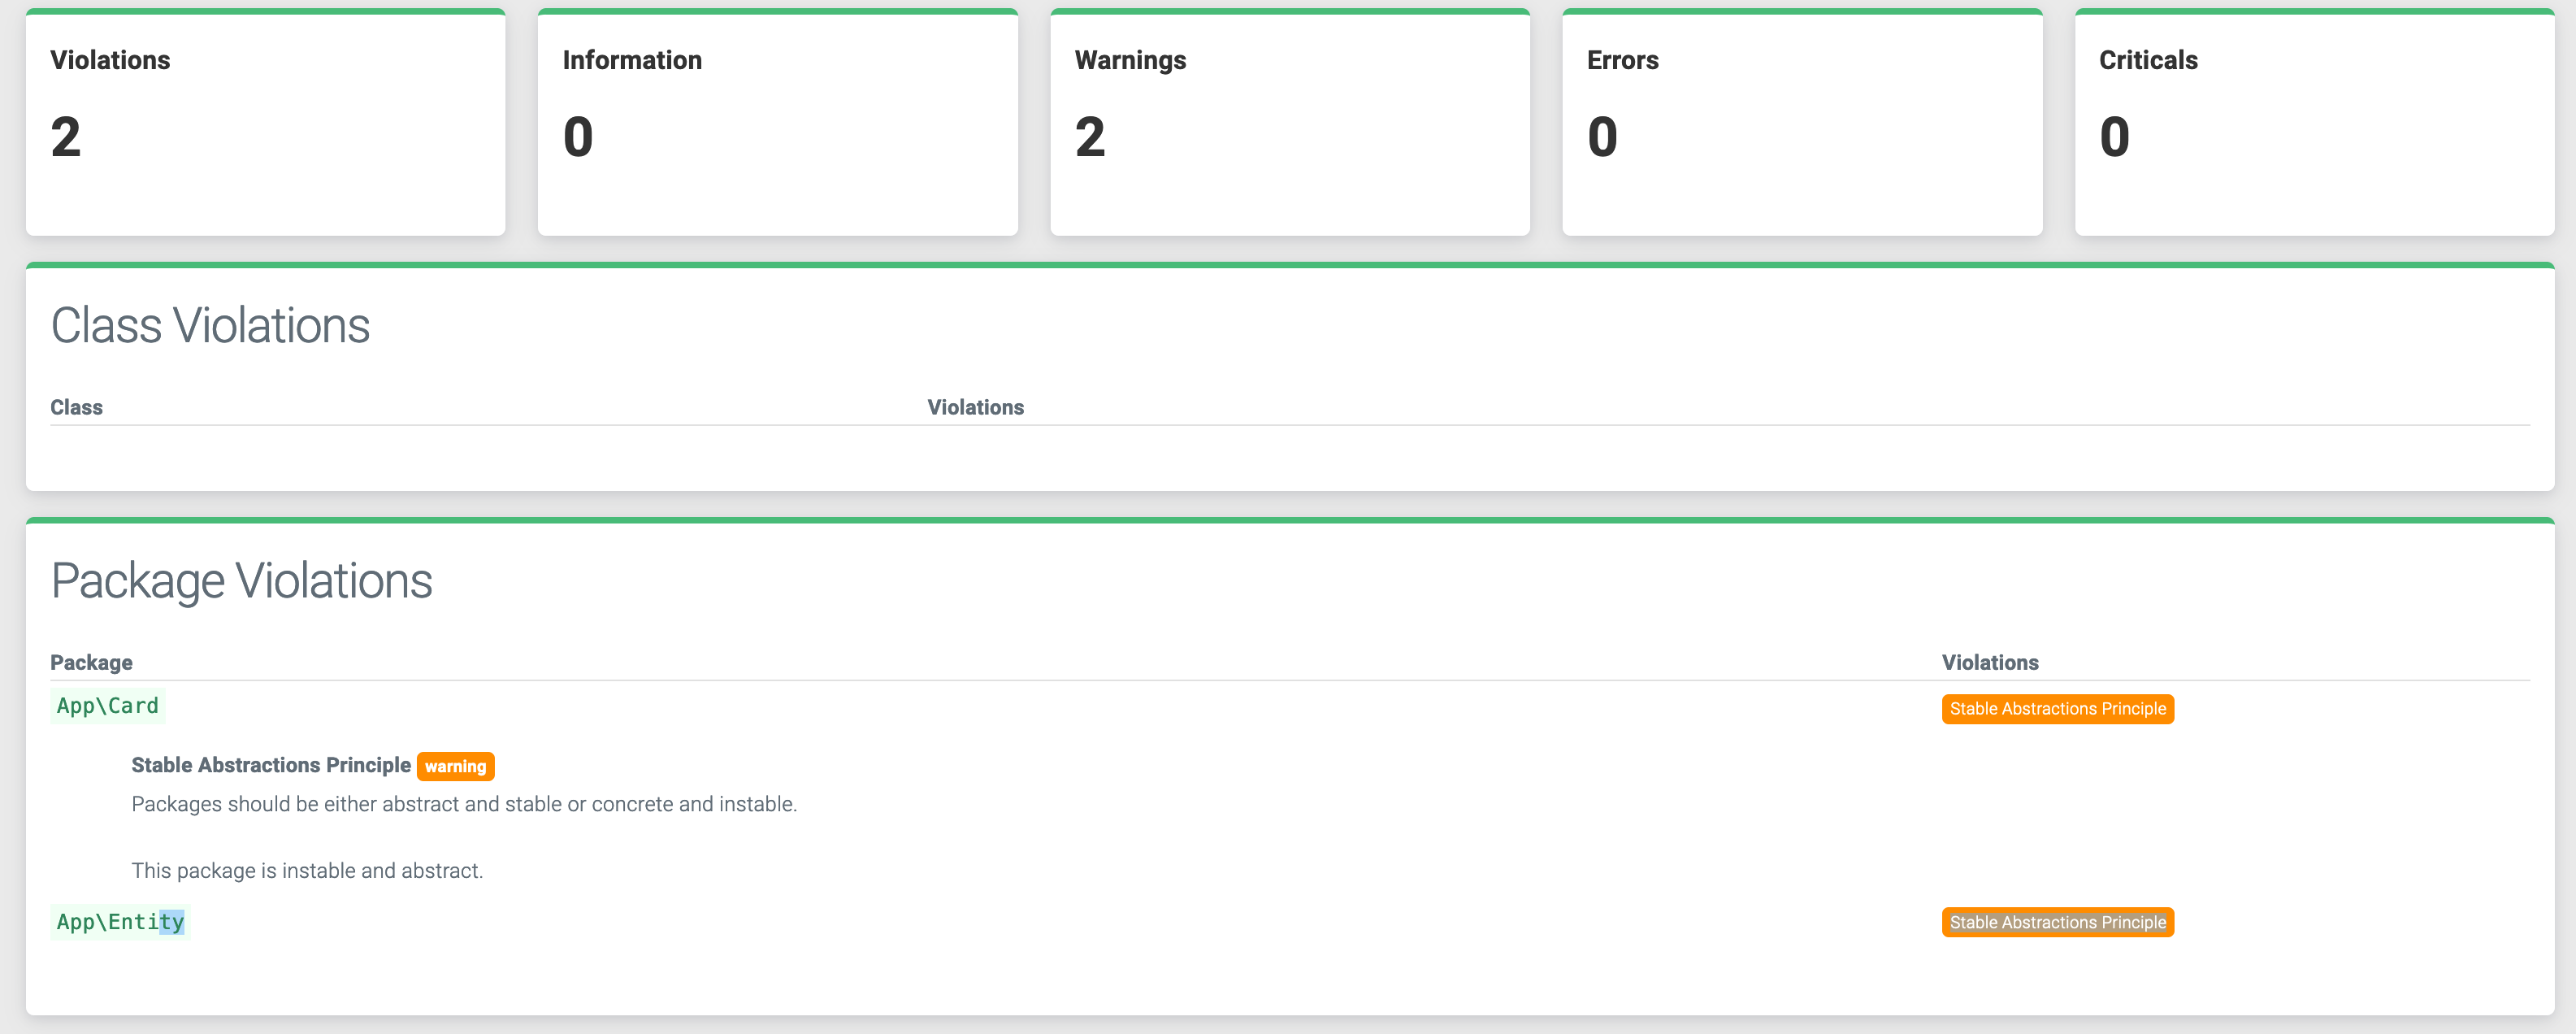 Violations
2
Information
0
Warnings
2
Errors
0
Criticals
0
Class Violations
Class Violations
Package Violations
Package Violations
App\Card Stable Abstractions Principle
Stable Abstractions Principle warning
Packages should be either abstract and stable or concrete and instable.
This package is instable and abstract.
App\Entity Stable Abstractions Principle